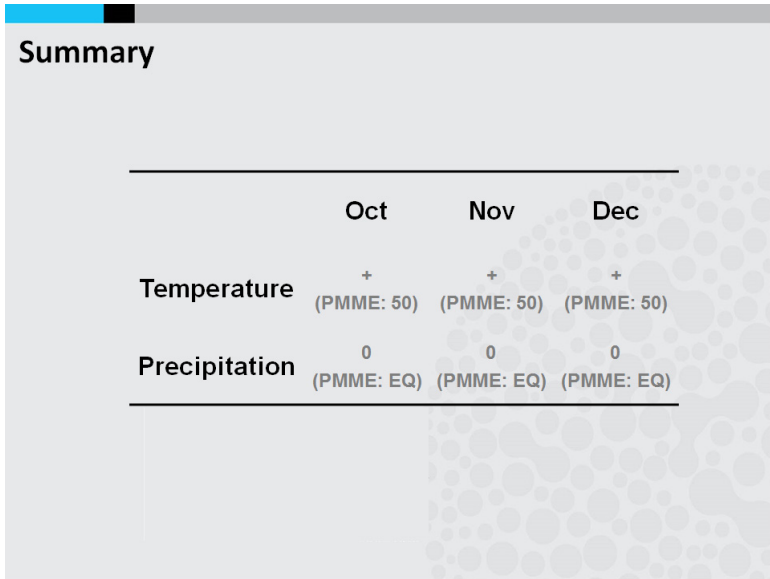 Summary
Oct Nov Dec
Temperature
+ + +
(PMME: 50) (PMME: 50) (PMME: 50)
Precipitation
0 0 0
(PMME: EQ) (PMME: EQ) (PMME: EQ)